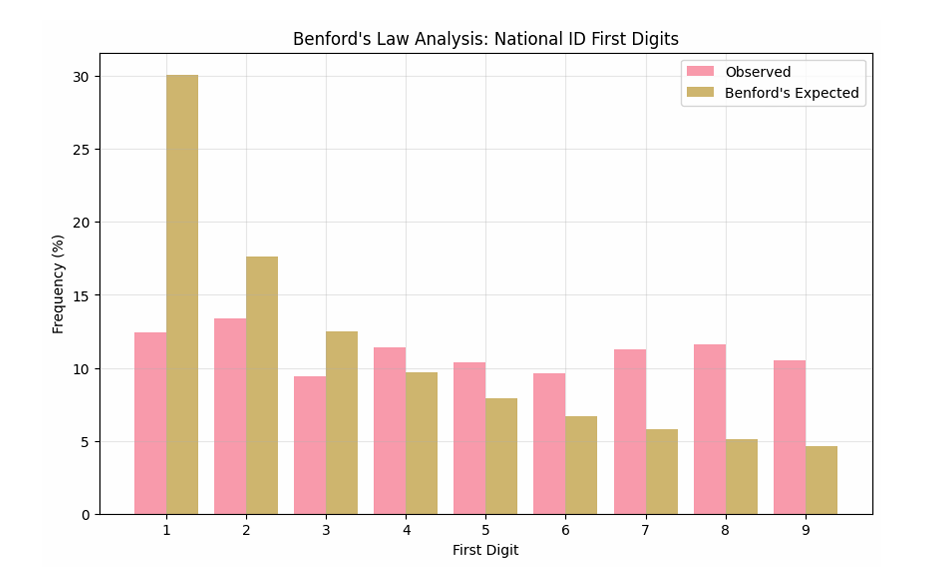 Benford's Law Analysis: National ID First Digits
Observed
Benford's Expected
Frequency (%)
30
25
20
15
10
5
0
1 2 3 4 5 6 7 8 9
First Digit